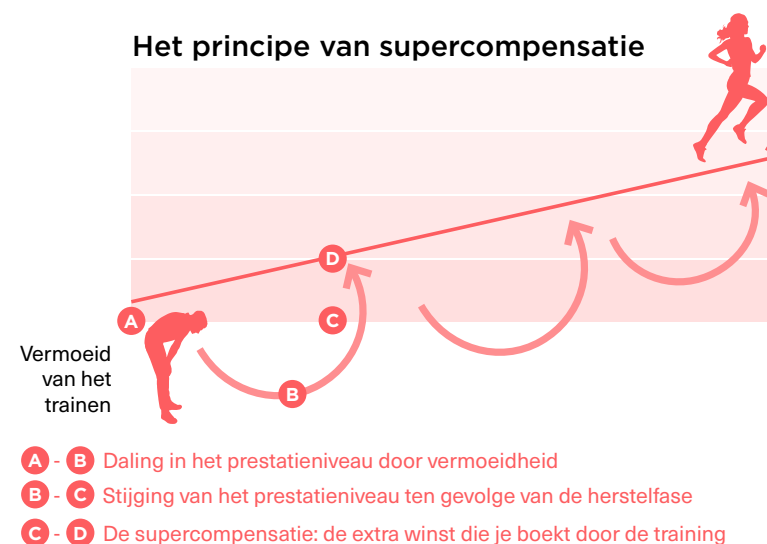 Het principe van supercompensatie
D
A
C
Vermoeid
van het
trainen
B
A - B Daling in het prestatieniveau door vermoeidheid
B - C Stijging van het prestatieniveau ten gevolge van de herstelfase
C - D De supercompensatie: de extra winst die je boekt door de training